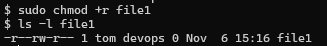 $ sudo chmod +r file1
$ ls -l file1
-r--rw-r-- 1 tom devops 0 Nov  6 15:16 file1